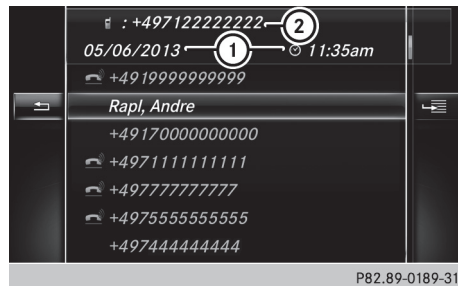 : +497122222222 2
05/06/2013 1 11:35am
+4919999999999
Rapl, Andre
+49170000000000
+4971111111111
+497777777777
+4975555555555
+497444444444
P82.89-0189-31